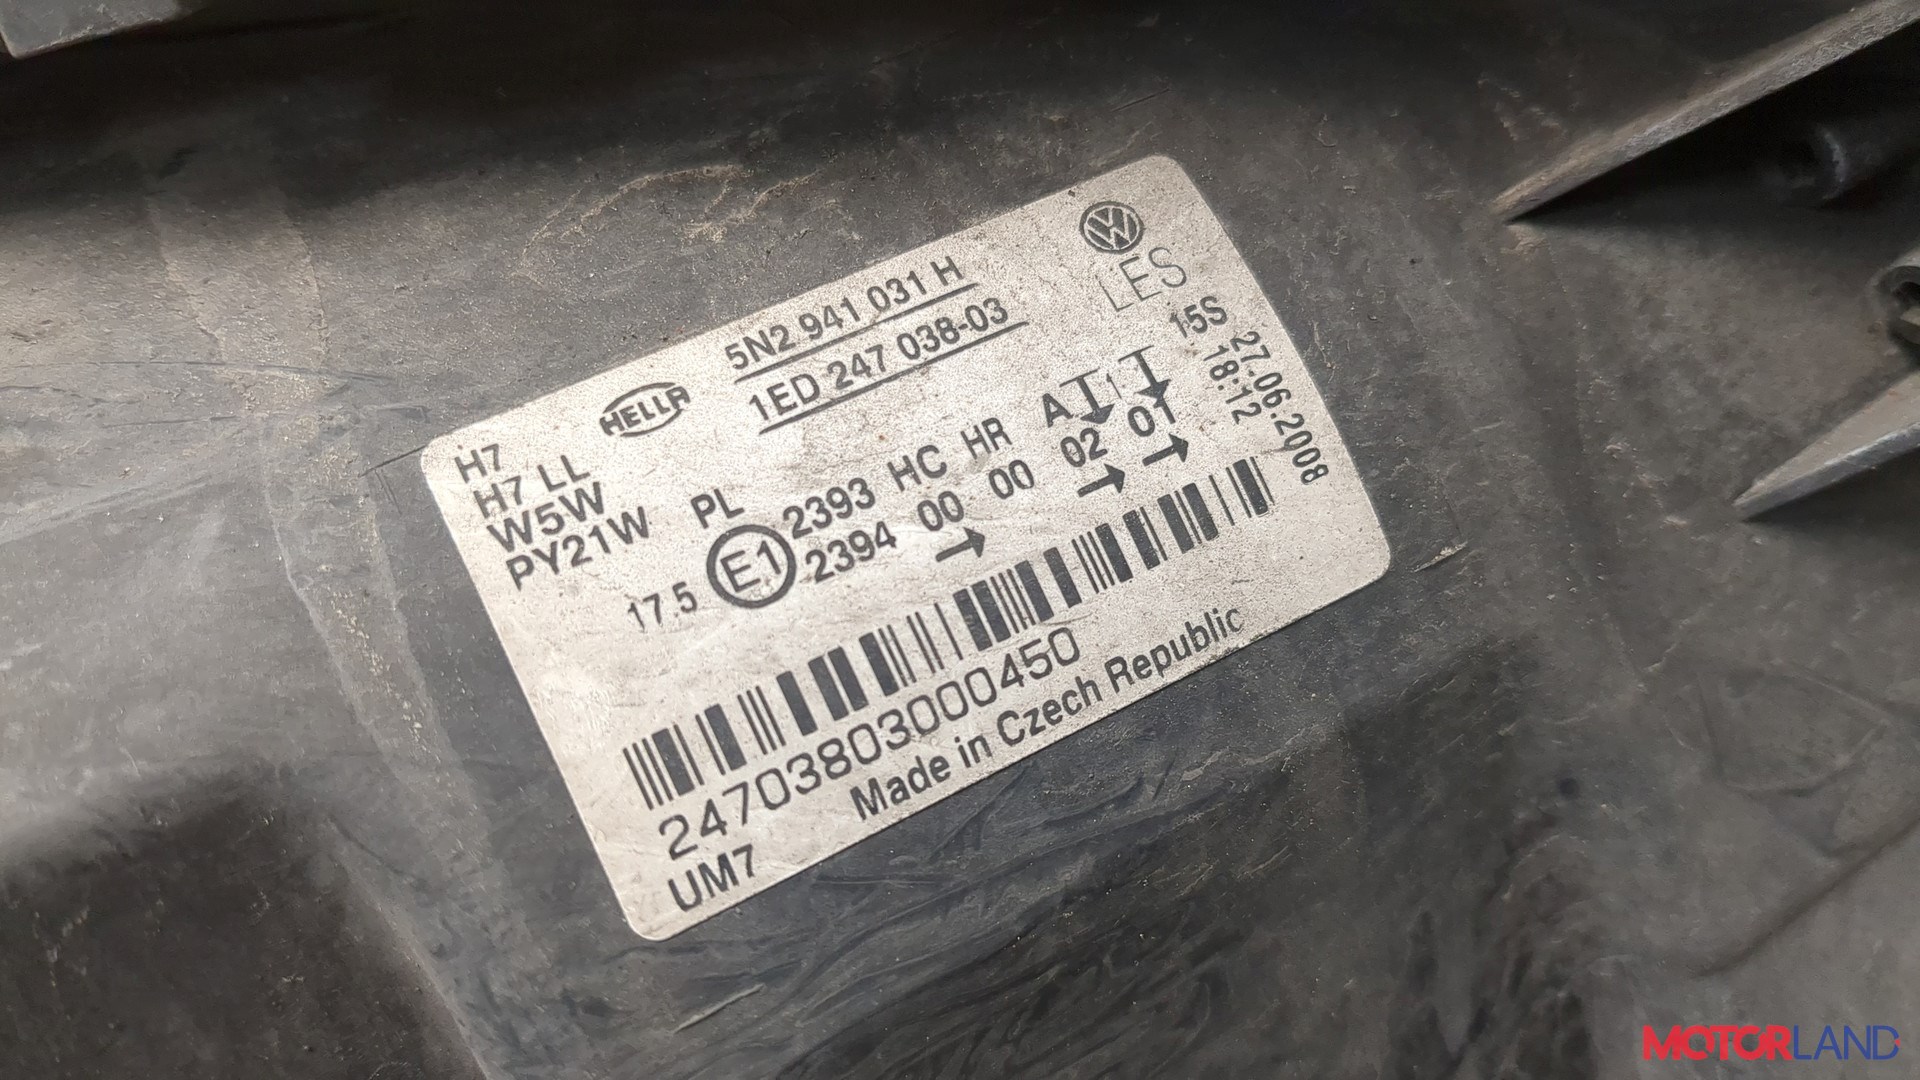 5N2 941 031 H
1ED 247 038-03
HELLA
LES
15S 27.06.2008
18:12
H7
H7 LL
W5W
PY21W
PL
17.5 E1 2393 HC HR A 1
2394 00 00 02 01
24703803000450
Made in Czech Republic
UM7
MOTORLAND